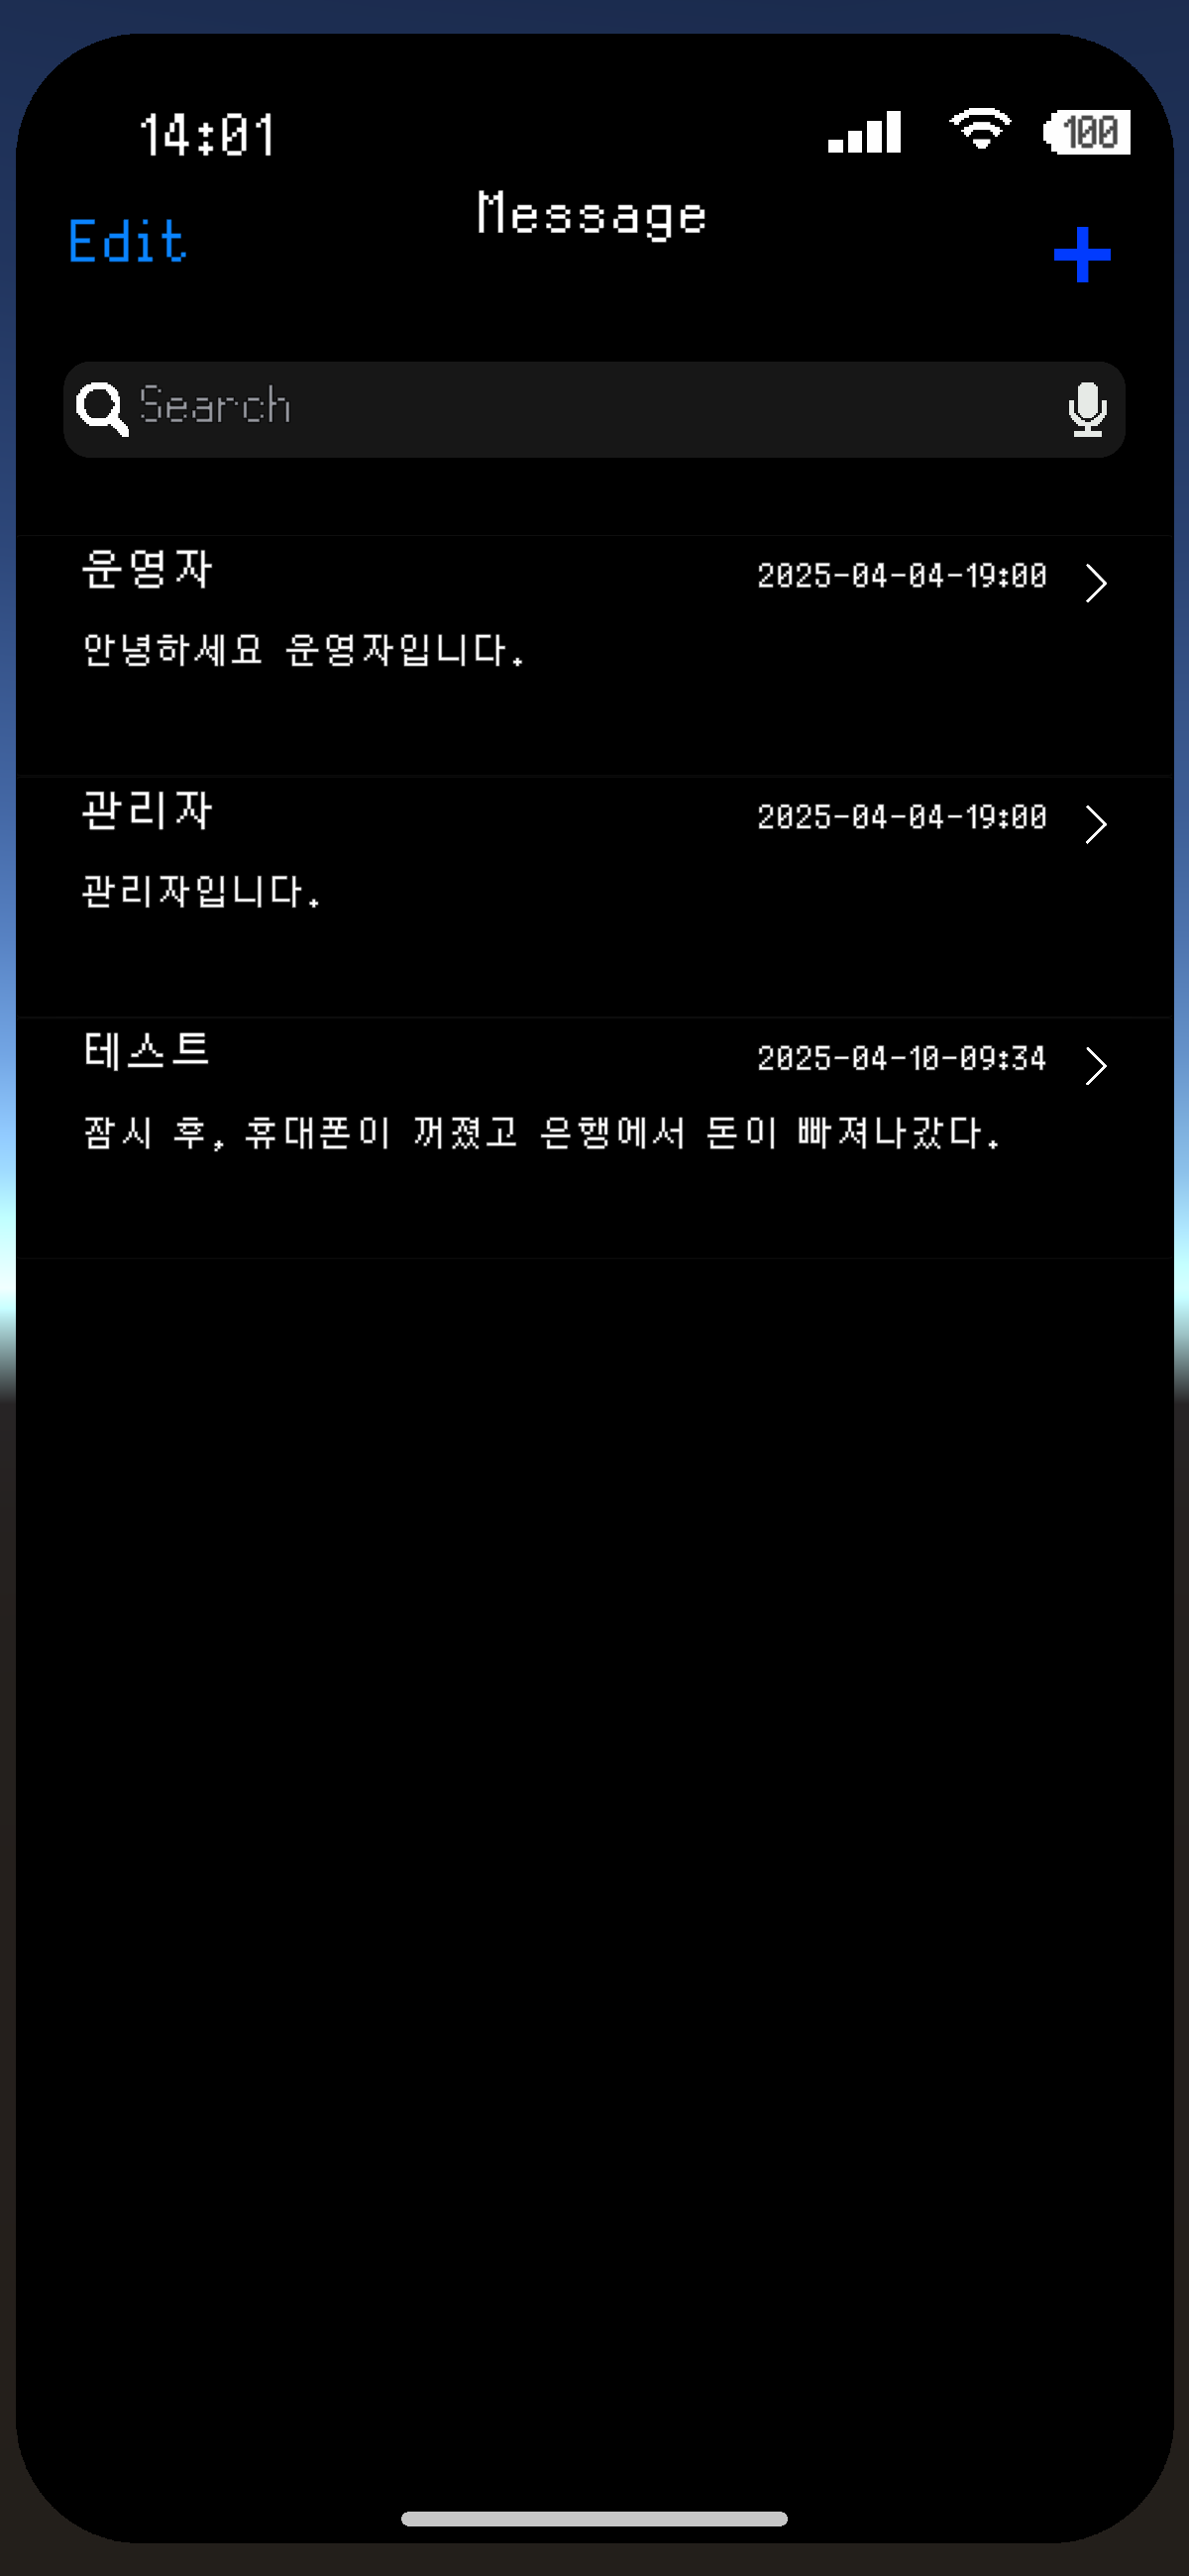 14:01
100
Message
Edit
Search
운영자
2025-04-04-19:00
안녕하세요 운영자입니다.
관리자
2025-04-04-19:00
관리자입니다.
테스트
2025-04-10-09:34
잠시 후, 휴대폰이 꺼졌고 은행에서 돈이 빠져나갔다.